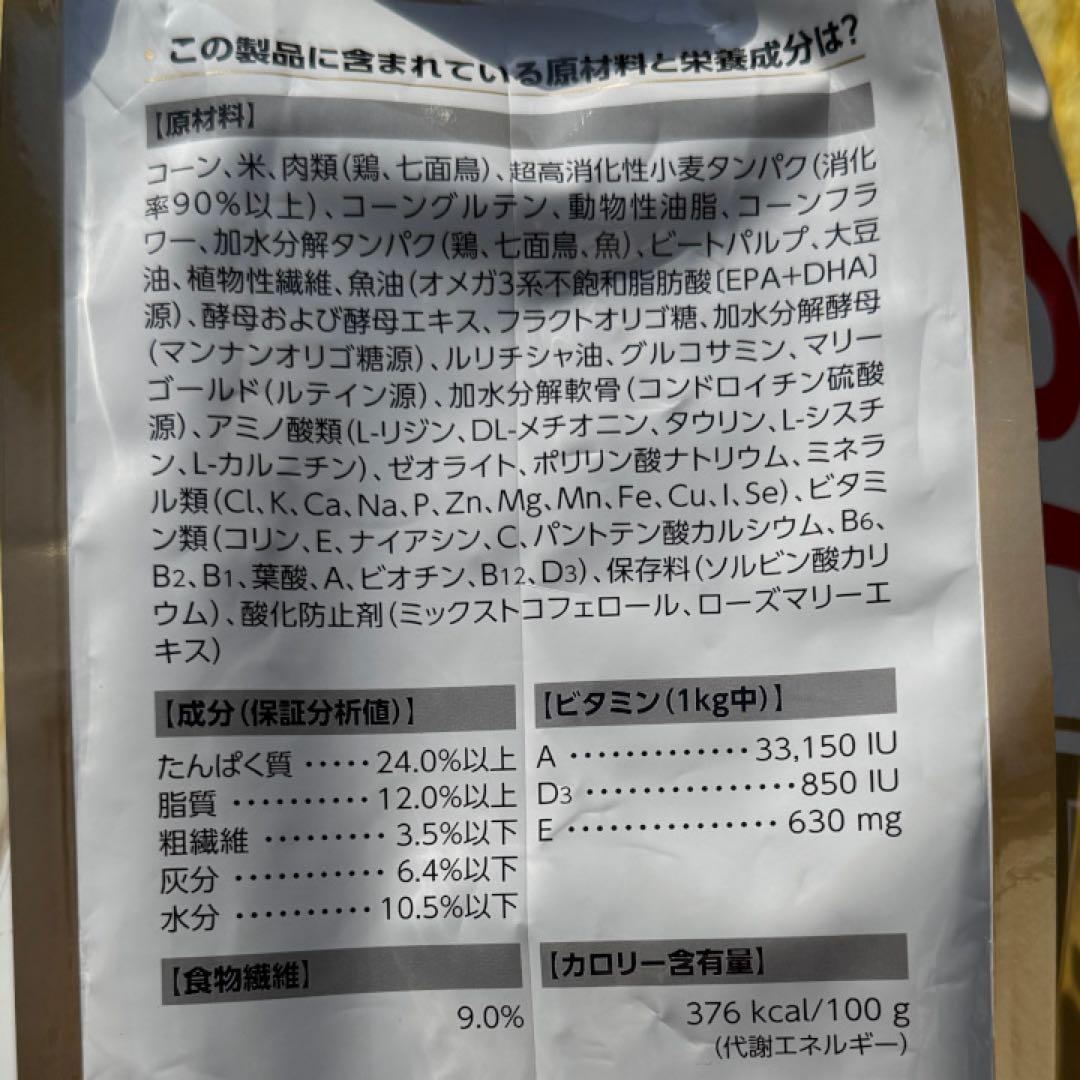 この製品に含まれている原材料と栄養成分は?
【原材料】
コーン、米、肉類(鶏、七面鳥)、超高消化性小麦タンパク(消化
率90%以上)、コーングルテン、動物性油脂、コーンフラ
ワー、加水分解タンパク(鶏、七面鳥、魚)、ビートパルプ、大豆
油、植物性繊維、魚油(オメガ3系不飽和脂肪酸〔EPA+DHA〕
源)、酵母および酵母エキス、フラクトオリゴ糖、加水分解酵母
(マンナンオリゴ糖源)、ルリチシャ油、グルコサミン、マリー
ゴールド(ルテイン源)、加水分解軟骨(コンドロイチン硫酸
源)、アミノ酸類(L-リジン、DL-メチオニン、タウリン、L-シスチ
ン、L-カルニチン)、ゼオライト、ポリリン酸ナトリウム、ミネラ
ル類(Cl、K、Ca、Na、P、Zn、Mg、Mn、Fe、Cu、I、Se)、ビタミ
ン類(コリン、E、ナイアシン、C、パントテン酸カルシウム、B6、
B2、B1、葉酸、A、ビオチン、B12、D3)、保存料(ソルビン酸カリ
ウム)、酸化防止剤(ミックストコフェロール、ローズマリーエ
キス)
【成分(保証分析値)】
たんぱく質 ····· 24.0%以上
脂質 ·········· 12.0%以上
粗繊維 ········· 3.5%以下
灰分 ··········· 6.4%以下
水分 ·········· 10.5%以下
【ビタミン(1kg中)】
A ·············· 33,150 IU
D3 ················ 850 IU
E ················ 630 mg
【食物繊維】
9.0%
【カロリー含有量】
376 kcal/100 g
(代謝エネルギー)